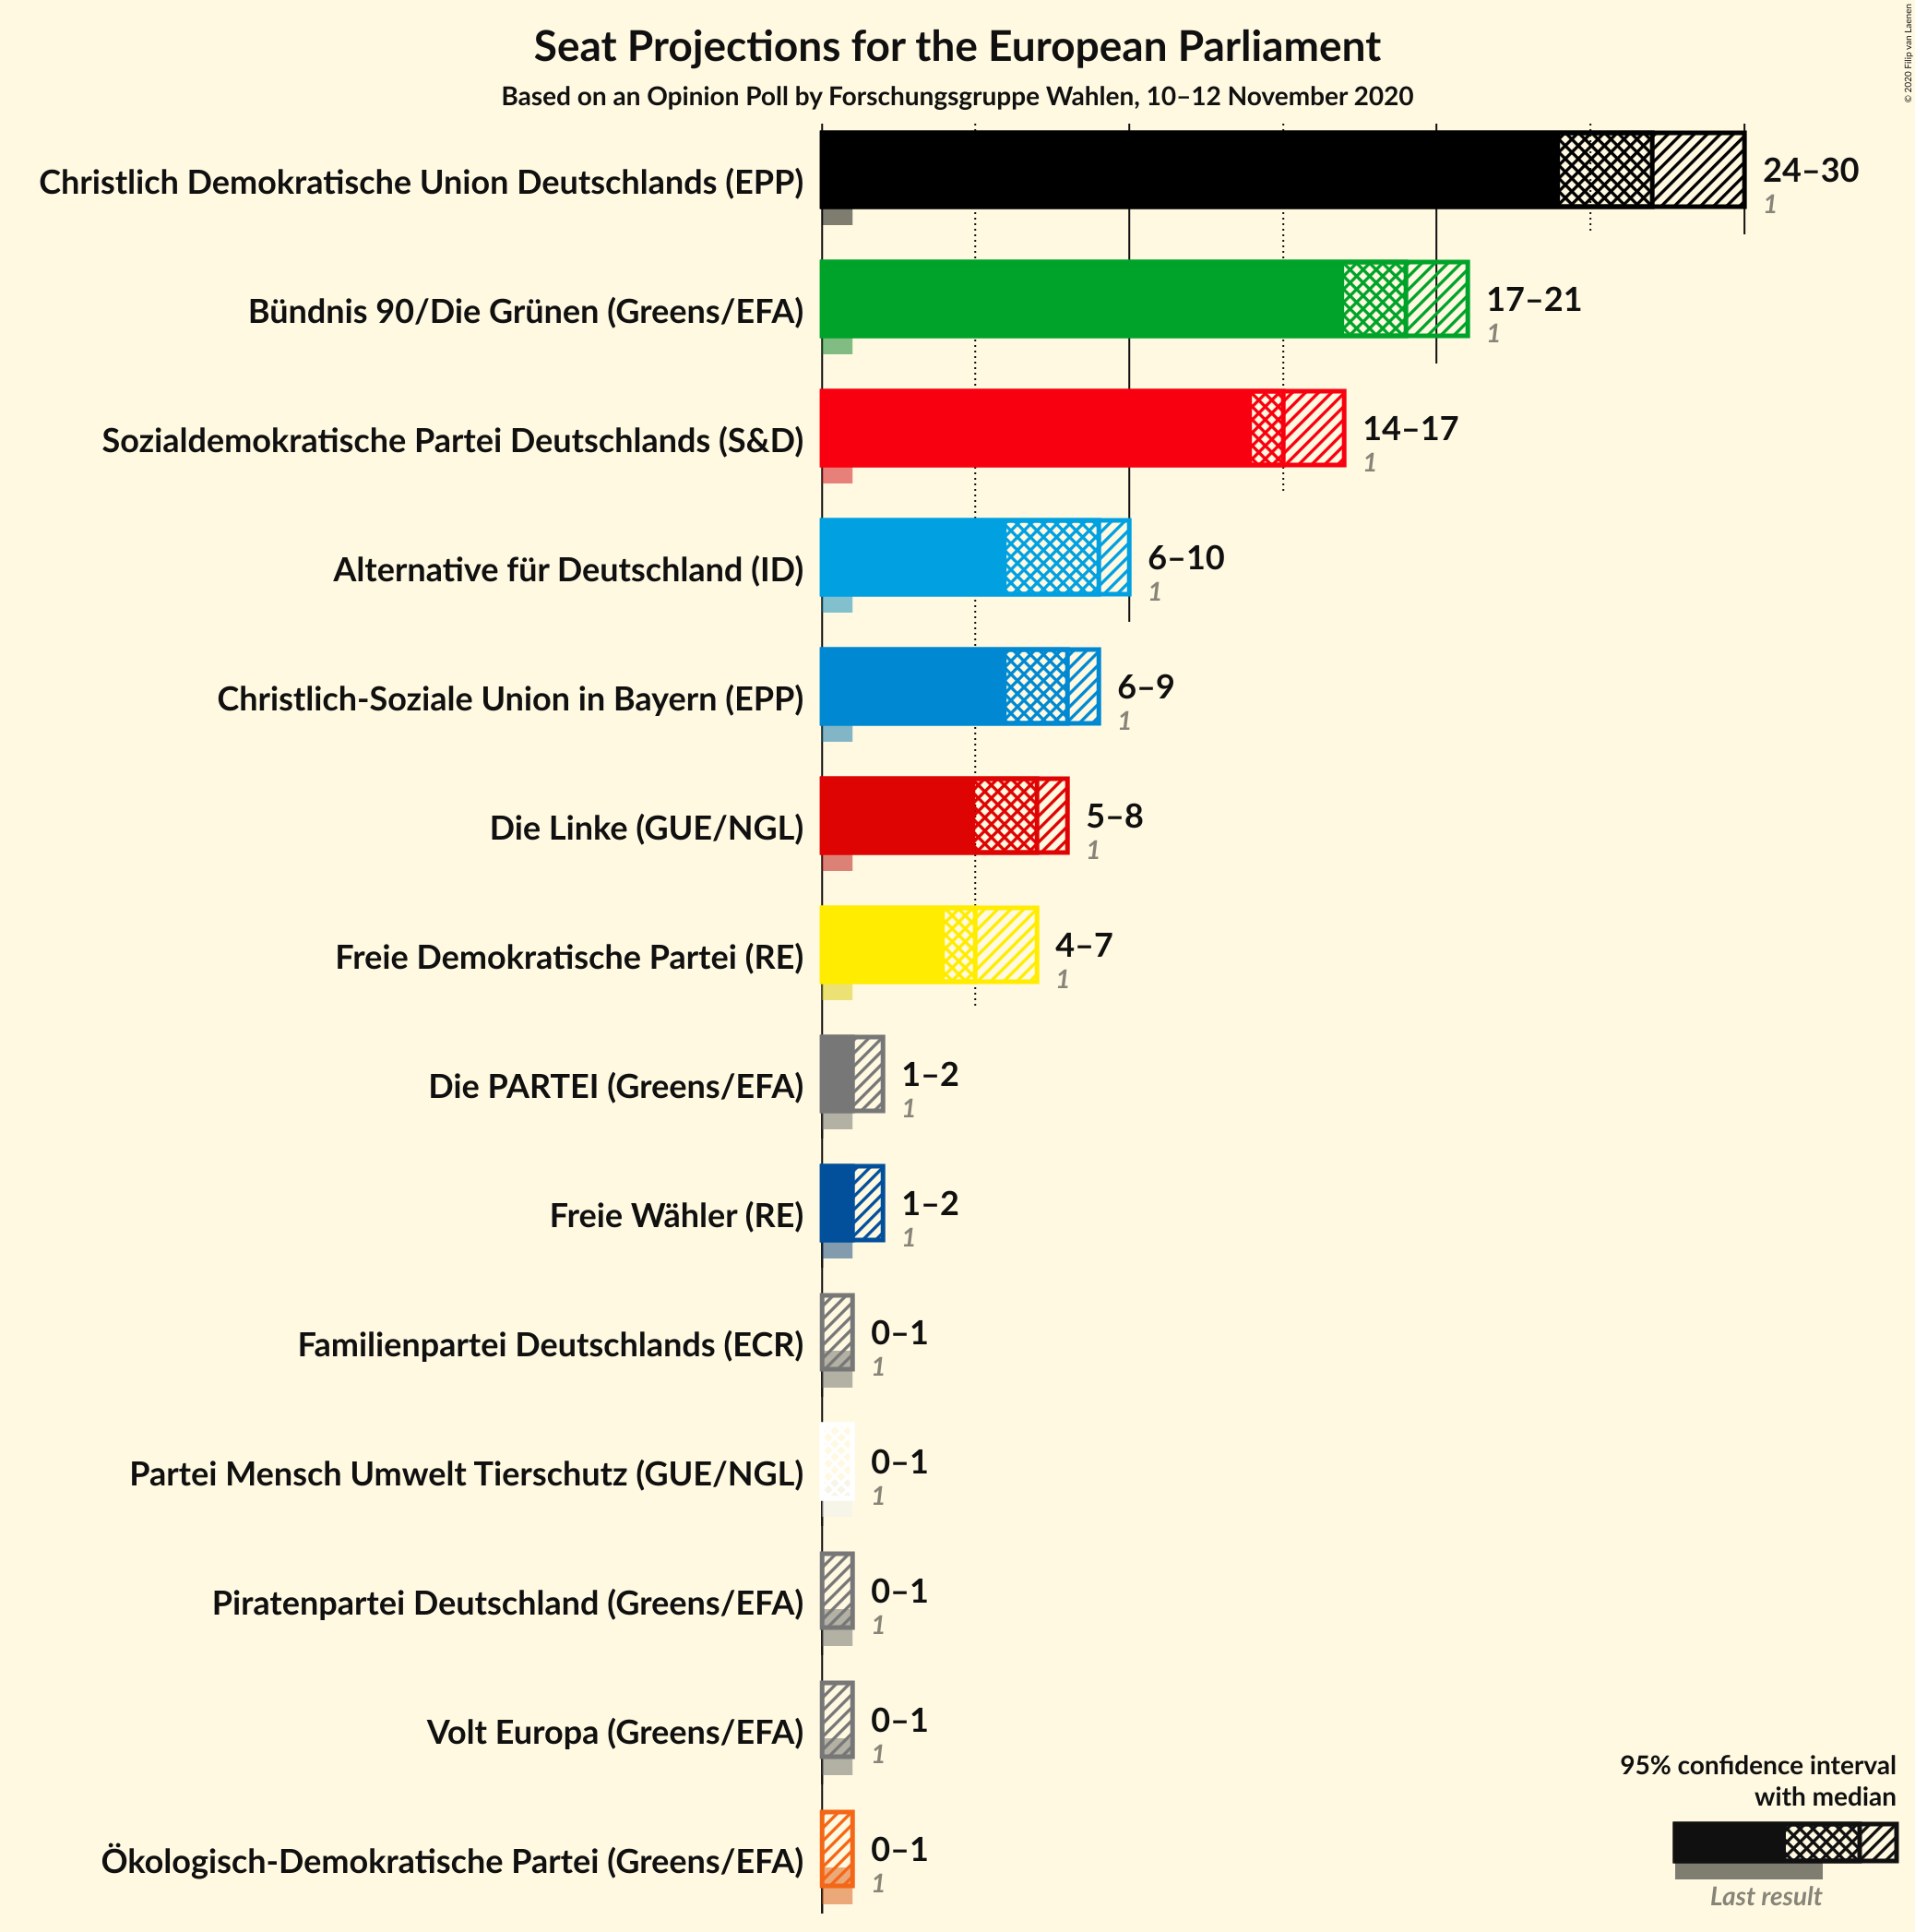 Seat Projections for the European Parliament
Based on an Opinion Poll by Forschungsgruppe Wahlen, 10–12 November 2020
© 2020 Filip van Laenen
Christlich Demokratische Union Deutschlands (EPP)
24–30
1
Bündnis 90/Die Grünen (Greens/EFA)
17–21
1
Sozialdemokratische Partei Deutschlands (S&D)
14–17
1
Alternative für Deutschland (ID)
6–10
1
Christlich-Soziale Union in Bayern (EPP)
6–9
1
Die Linke (GUE/NGL)
5–8
1
Freie Demokratische Partei (RE)
4–7
1
Die PARTEI (Greens/EFA)
1–2
1
Freie Wähler (RE)
1–2
1
Familienpartei Deutschlands (ECR)
0–1
1
Partei Mensch Umwelt Tierschutz (GUE/NGL)
0–1
1
Piratenpartei Deutschland (Greens/EFA)
0–1
1
Volt Europa (Greens/EFA)
0–1
1
Ökologisch-Demokratische Partei (Greens/EFA)
0–1
1
95% confidence interval
with median
Last result